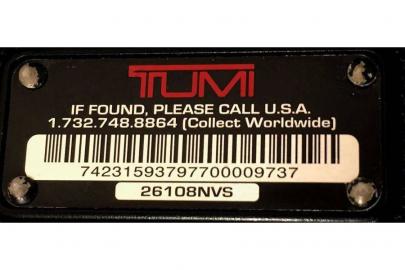 TUMI
IF FOUND, PLEASE CALL U.S.A.
1.732.748.8864 (Collect Worldwide)
74231593797700009737
26108NVS